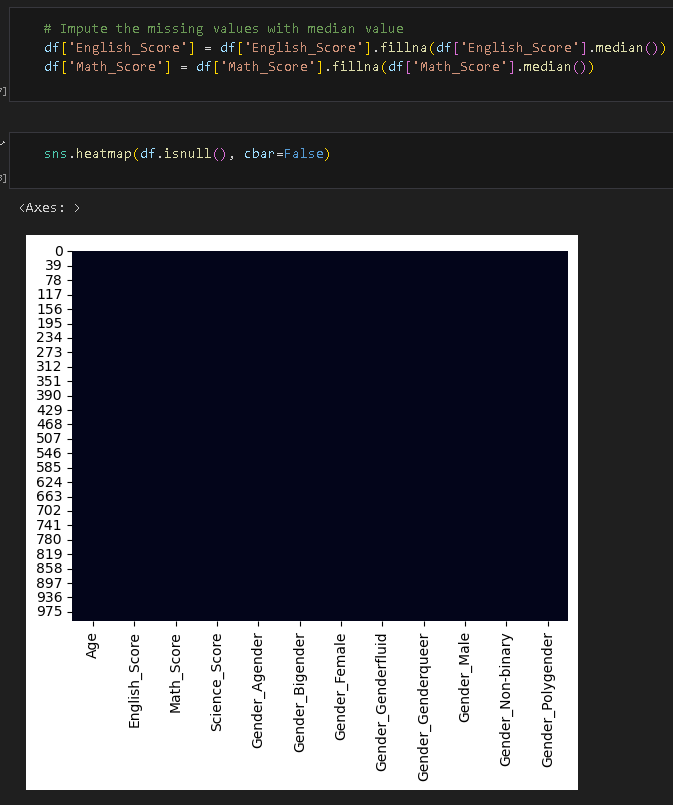 # Impute the missing values with median value
df['English_Score'] = df['English_Score'].fillna(df['English_Score'].median())
df['Math_Score'] = df['Math_Score'].fillna(df['Math_Score'].median())
sns.heatmap(df.isnull(), cbar=False)
<Axes: >
0
39
78
117
156
195
234
273
312
351
390
429
468
507
546
585
624
663
702
741
780
819
858
897
936
975
Age
English_Score
Math_Score
Science_Score
Gender_Agender
Gender_Bigender
Gender_Female
Gender_Genderfluid
Gender_Genderqueer
Gender_Male
Gender_Non-binary
Gender_Polygender